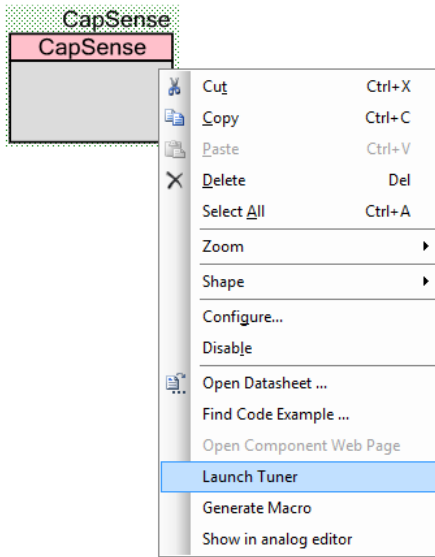 CapSense
CapSense
Cut Ctrl+X
Copy Ctrl+C
Paste Ctrl+V
Delete Del
Select All Ctrl+A
Zoom
Shape
Configure...
Disable
Open Datasheet ...
Find Code Example ...
Open Component Web Page
Launch Tuner
Generate Macro
Show in analog editor